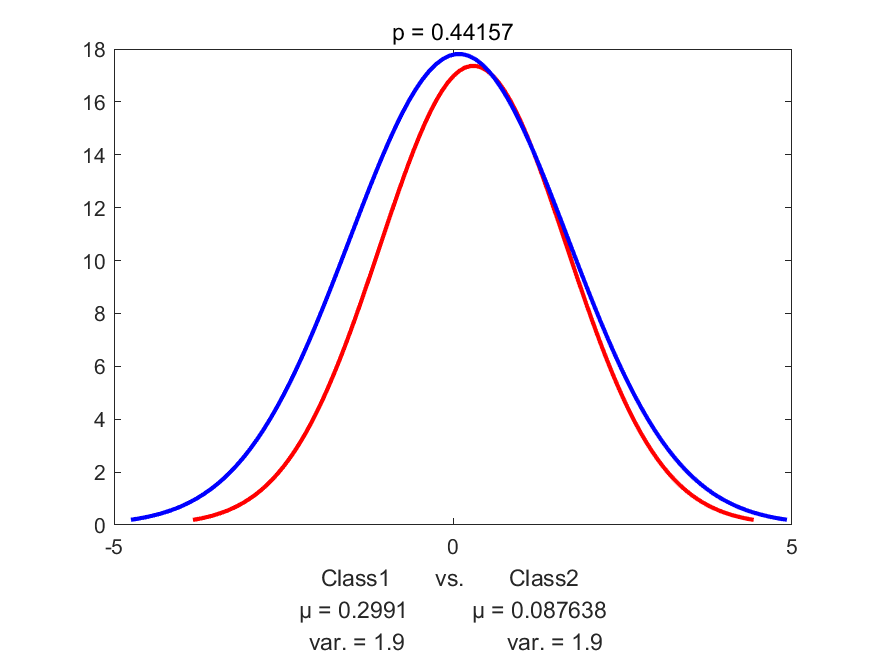 p = 0.44157
18
16
14
12
10
8
6
4
2
0
-5 0 5
Class1 vs. Class2
μ = 0.2991 μ = 0.087638
var. = 1.9 var. = 1.9